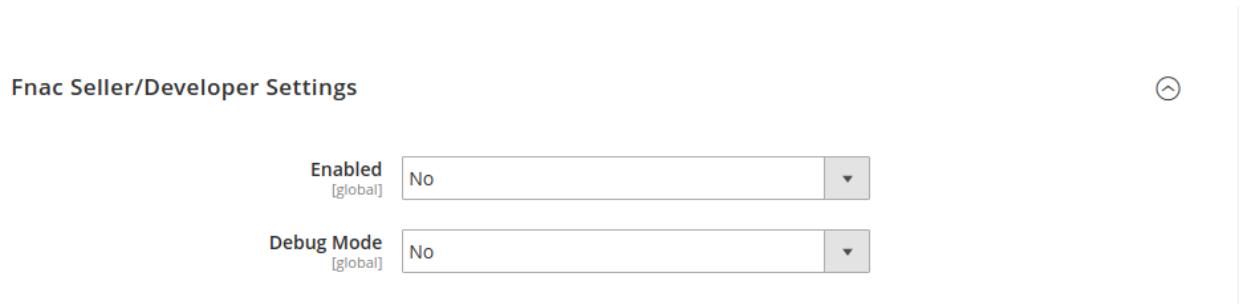 Fnac Seller/Developer Settings
Enabled
[global]
No
Debug Mode
[global]
No